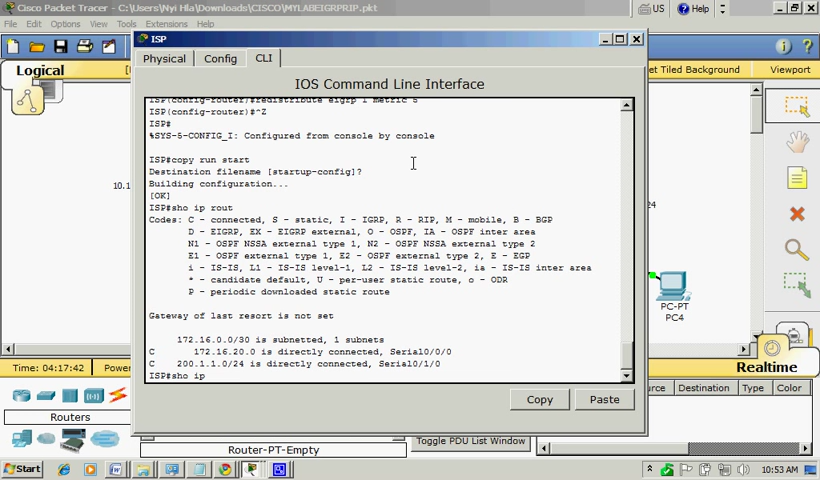 Cisco Packet Tracer - C:\Users\Nyi Hla\Downloads\CISCO\MYLABEIGRPRIP.pkt
US
Help
File Edit Options View Tools Extensions Help
Logical
et Tiled Background
Viewport
ISP
Physical Config CLI
IOS Command Line Interface
ISP(config-router)#redistribute eigrp 1 metric 5
ISP(config-router)#^Z
ISP#
%SYS-5-CONFIG_I: Configured from console by console
ISP#copy run start
Destination filename [startup-config]?
Building configuration...
[OK]
ISP#sho ip rout
Codes: C - connected, S - static, I - IGRP, R - RIP, M - mobile, B - BGP
D - EIGRP, EX - EIGRP external, O - OSPF, IA - OSPF inter area
N1 - OSPF NSSA external type 1, N2 - OSPF NSSA external type 2
E1 - OSPF external type 1, E2 - OSPF external type 2, E - EGP
i - IS-IS, L1 - IS-IS level-1, L2 - IS-IS level-2, ia - IS-IS inter area
* - candidate default, U - per-user static route, o - ODR
P - periodic downloaded static route
Gateway of last resort is not set
172.16.0.0/30 is subnetted, 1 subnets
C 172.16.20.0 is directly connected, Serial0/0/0
C 200.1.1.0/24 is directly connected, Serial0/1/0
ISP#sho ip
Copy Paste
10.1
24
PC-PT
PC4
Time: 04:17:42 Power
Realtime
Routers
Router-PT-Empty
Toggle PDU List Window
ource Destination Type Color
Start
10:53 AM